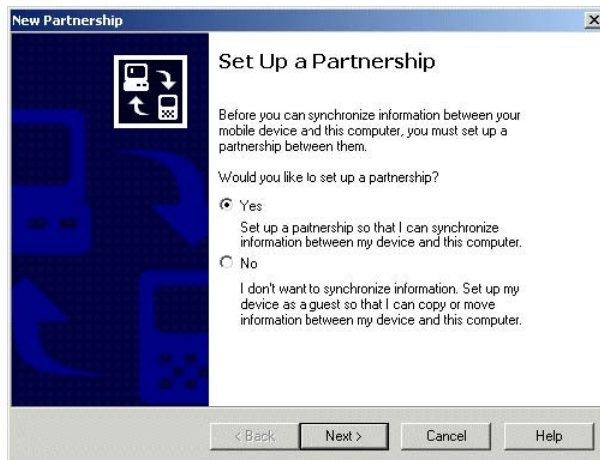 New Partnership
Set Up a Partnership
Before you can synchronize information between your
mobile device and this computer, you must set up a
partnership between them.
Would you like to set up a partnership?
Yes
Set up a partnership so that I can synchronize
information between my device and this computer.
No
I don't want to synchronize information. Set up my
device as a guest so that I can copy or move
information between my device and this computer.
< Back
Next >
Cancel
Help